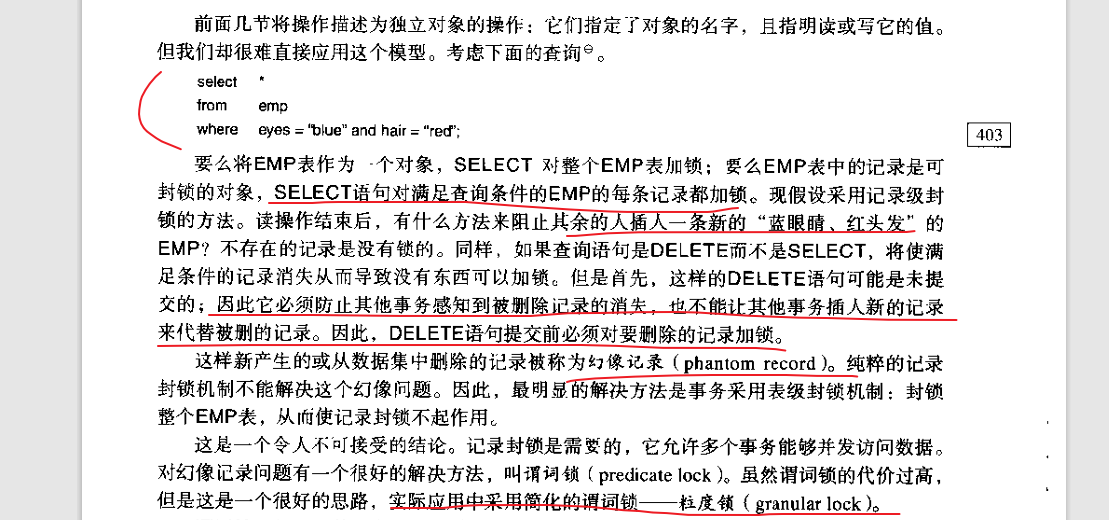 前面几节将操作描述为独立对象的操作：它们指定了对象的名字，且指明读或写它的值。
但我们却很难直接应用这个模型。考虑下面的查询⊖。
select *
from emp
where eyes = "blue" and hair = "red";
403
要么将EMP表作为一个对象，SELECT 对整个EMP表加锁；要么EMP表中的记录是可
封锁的对象，SELECT语句对满足查询条件的EMP的每条记录都加锁。现假设采用记录级封
锁的方法。读操作结束后，有什么方法来阻止其余的人插入一条新的“蓝眼睛、红头发”的
EMP？不存在的记录是没有锁的。同样，如果查询语句是DELETE而不是SELECT，将使满
足条件的记录消失从而导致没有东西可以加锁。但是首先，这样的DELETE语句可能是未提
交的；因此它必须防止其他事务感知到被删除记录的消失，也不能让其他事务插入新的记录
来代替被删的记录。因此，DELETE语句提交前必须对要删除的记录加锁。
这样新产生的或从数据集中删除的记录被称为幻像记录（phantom record）。纯粹的记录
封锁机制不能解决这个幻像问题。因此，最明显的解决方法是事务采用表级封锁机制：封锁
整个EMP表，从而使记录封锁不起作用。
这是一个令人不可接受的结论。记录封锁是需要的，它允许多个事务能够并发访问数据。
对幻像记录问题有一个很好的解决方法，叫谓词锁（predicate lock）。虽然谓词锁的代价过高，
但是这是一个很好的思路，实际应用中采用简化的谓词锁——粒度锁（granular lock）。